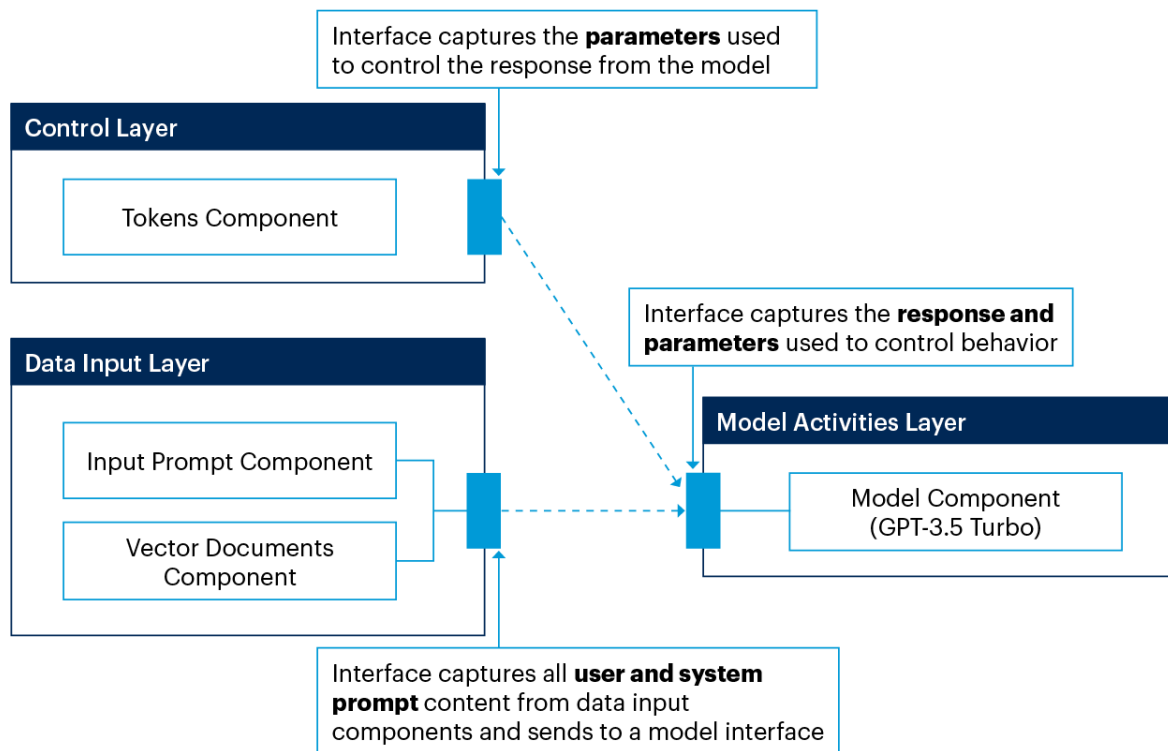 Interface captures the parameters used
to control the response from the model
Control Layer
Tokens Component
Interface captures the response and
parameters used to control behavior
Data Input Layer
Input Prompt Component
Vector Documents
Component
Model Activities Layer
Model Component
(GPT-3.5 Turbo)
Interface captures all user and system
prompt content from data input
components and sends to a model interface